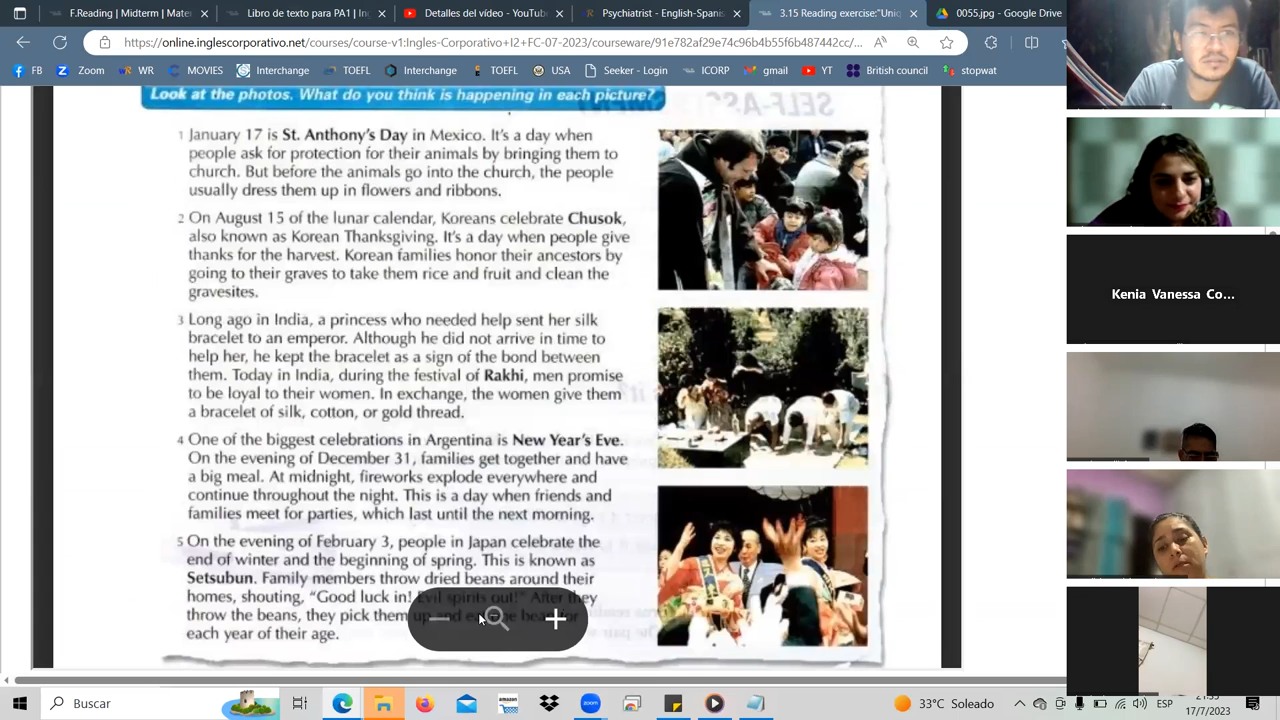 F.Reading | Midterm | Mater
Libro de texto para PA1 | Ing
Detalles del vídeo - YouTube
Psychiatrist - English-Spanis
3.15 Reading exercise:"Uniq
0055.jpg - Google Drive
https://online.inglescorporativo.net/courses/course-v1:Ingles-Corporativo+I2+FC-07-2023/courseware/91e782af29e74c96b4b55f6b487442cc/...
FB
Zoom
WR
MOVIES
Interchange
TOEFL
Interchange
TOEFL
USA
Seeker - Login
ICORP
gmail
YT
British council
stopwat
Look at the photos. What do you think is happening in each picture?
1 January 17 is St. Anthony's Day in Mexico. It's a day when
people ask for protection for their animals by bringing them to
church. But before the animals go into the church, the people
usually dress them up in flowers and ribbons.
2 On August 15 of the lunar calendar, Koreans celebrate Chusok,
also known as Korean Thanksgiving. It's a day when people give
thanks for the harvest. Korean families honor their ancestors by
going to their graves to take them rice and fruit and clean the
gravesites.
3 Long ago in India, a princess who needed help sent her silk
bracelet to an emperor. Although he did not arrive in time to
help her, he kept the bracelet as a sign of the bond between
them. Today in India, during the festival of Rakhi, men promise
to be loyal to their women. In exchange, the women give them
a bracelet of silk, cotton, or gold thread.
4 One of the biggest celebrations in Argentina is New Year's Eve.
On the evening of December 31, families get together and have
a big meal. At midnight, fireworks explode everywhere and
continue throughout the night. This is a day when friends and
families meet for parties, which last until the next morning.
5 On the evening of February 3, people in Japan celebrate the
end of winter and the beginning of spring. This is known as
Setsubun. Family members throw dried beans around their
homes, shouting, "Good luck in! Evil spirits out!" After they
throw the beans, they pick them up and eat
each year of their age.
Kenia Vanessa Co...
Buscar
33°C Soleado
ESP
17/7/2023